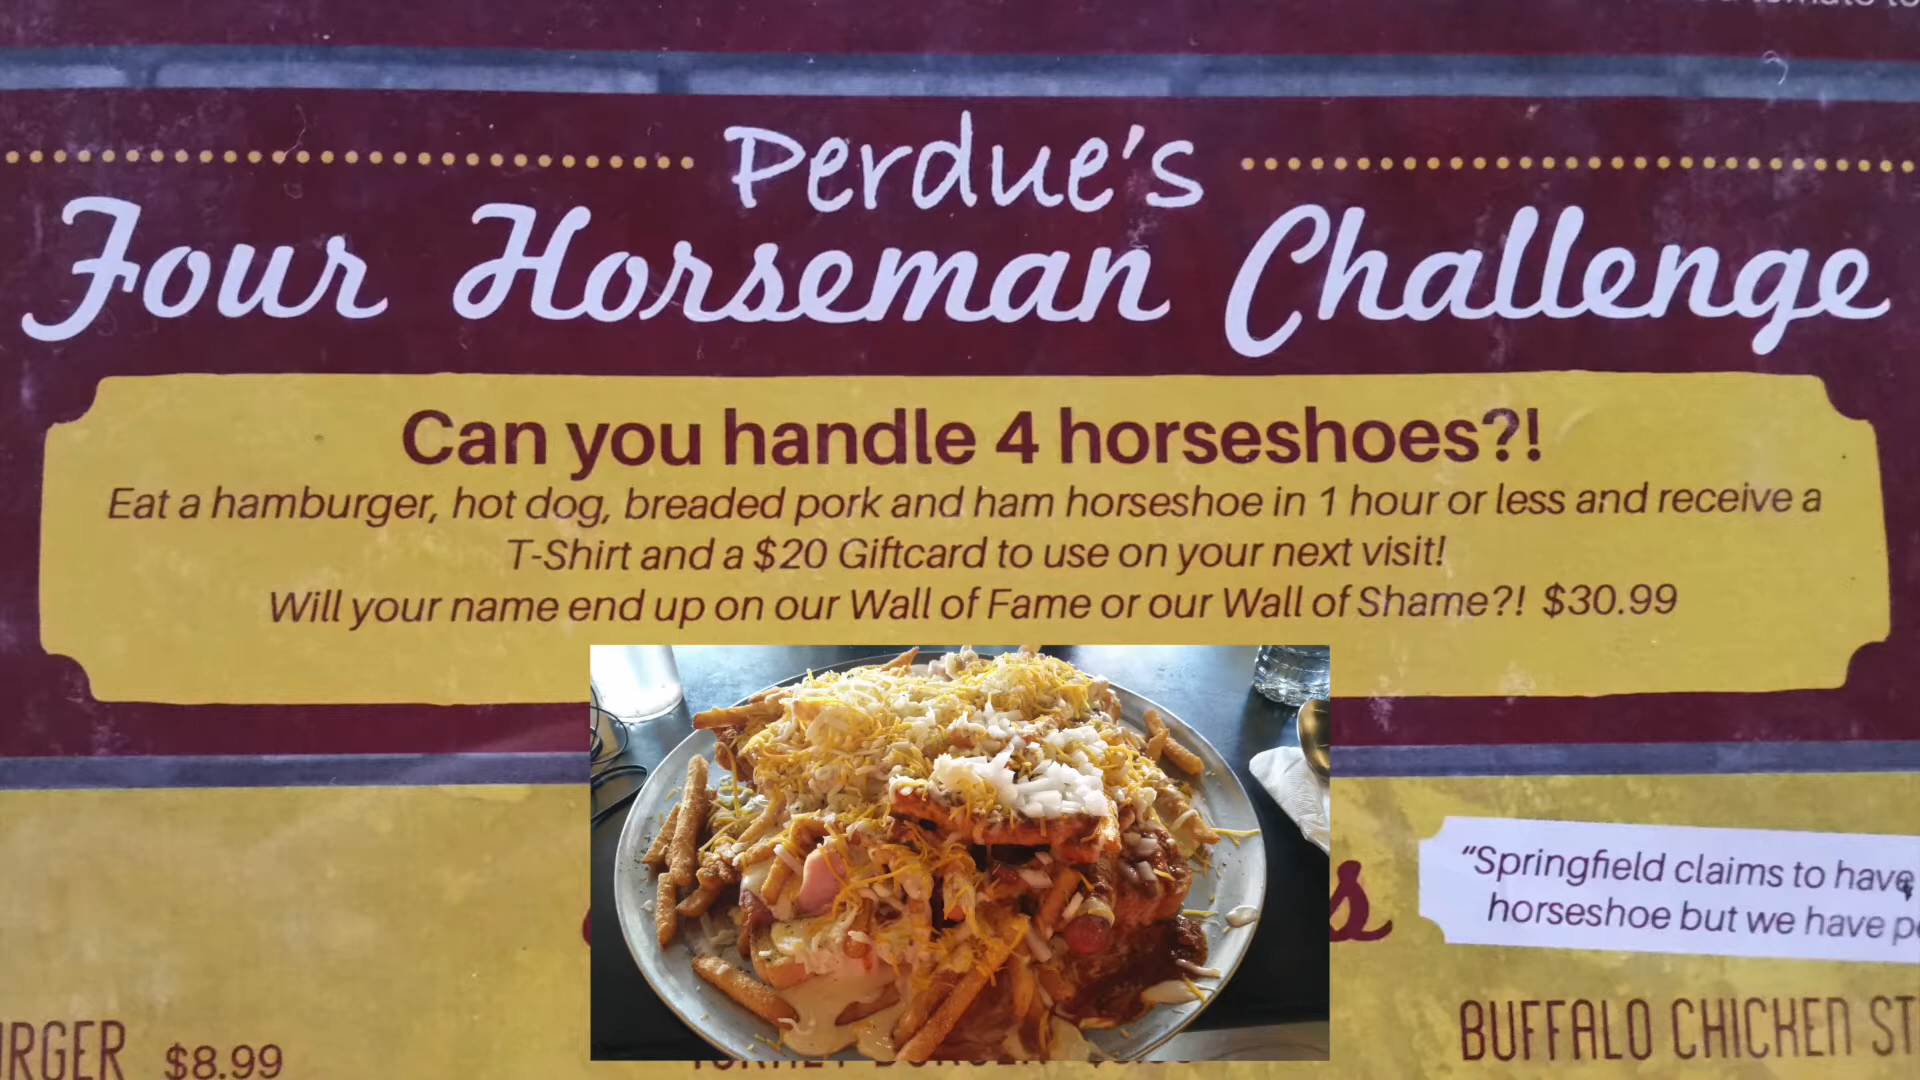 Perdue's
Four Horseman Challenge
Can you handle 4 horseshoes?!
Eat a hamburger, hot dog, breaded pork and ham horseshoe in 1 hour or less and receive a
T-Shirt and a $20 Giftcard to use on your next visit!
Will your name end up on our Wall of Fame or our Wall of Shame?! $30.99
"Springfield claims to have
horseshoe but we have
BUFFALO CHICKEN
$8.99